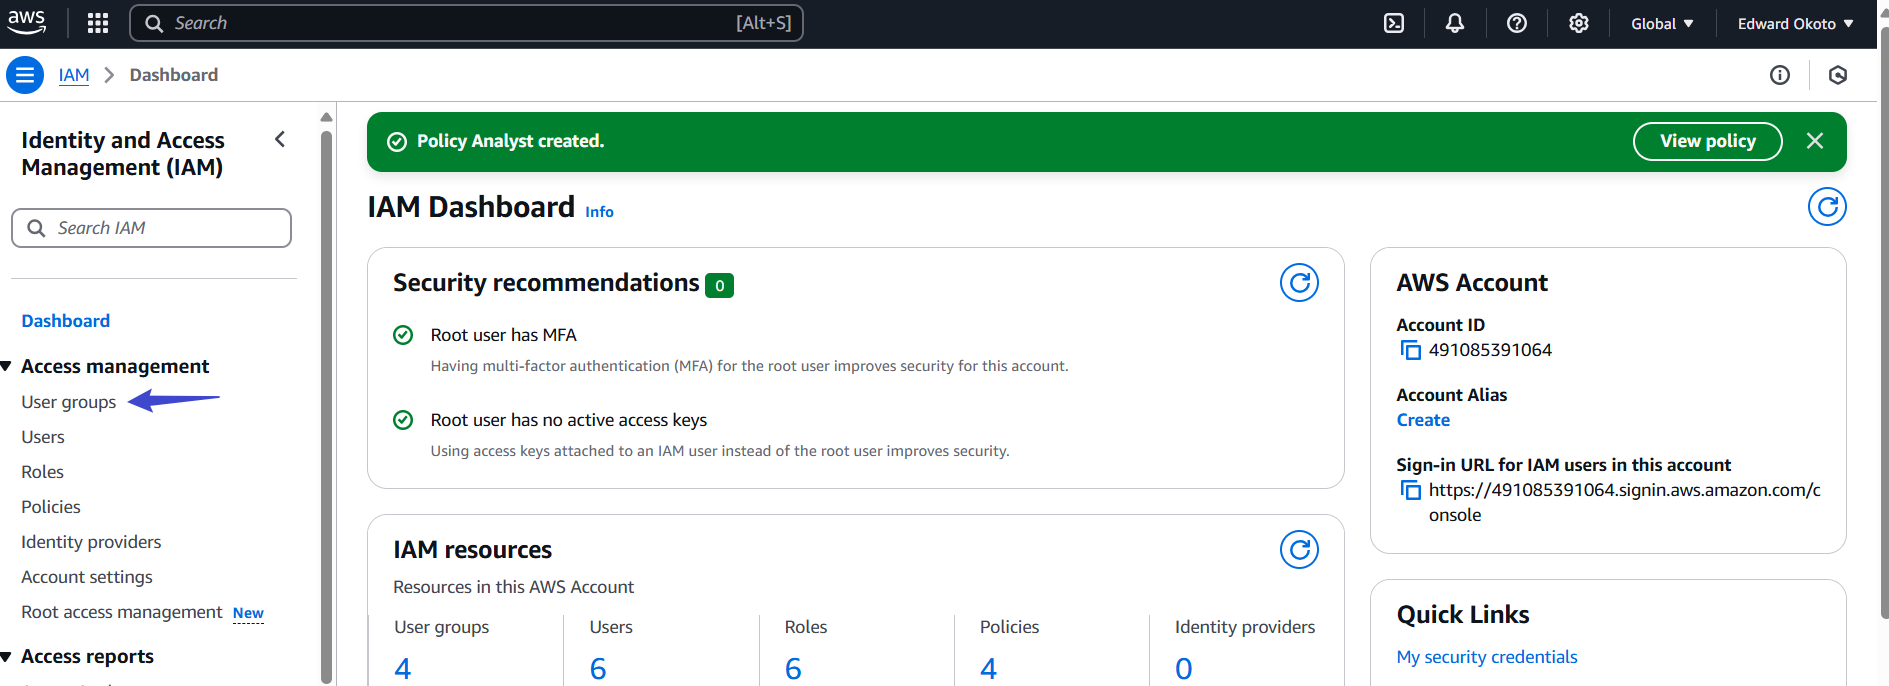 aws
Search [Alt+S]
Global
Edward Okoto
IAM
Dashboard
Identity and Access
Management (IAM)
Search IAM
Dashboard
Access management
User groups
Users
Roles
Policies
Identity providers
Account settings
Root access management New
Access reports
Policy Analyst created.
View policy
IAM Dashboard Info
Security recommendations 0
Root user has MFA
Having multi-factor authentication (MFA) for the root user improves security for this account.
Root user has no active access keys
Using access keys attached to an IAM user instead of the root user improves security.
IAM resources
Resources in this AWS Account
User groups
4
Users
6
Roles
6
Policies
4
Identity providers
0
AWS Account
Account ID
491085391064
Account Alias
Create
Sign-in URL for IAM users in this account
https://491085391064.signin.aws.amazon.com/c
onsole
Quick Links
My security credentials